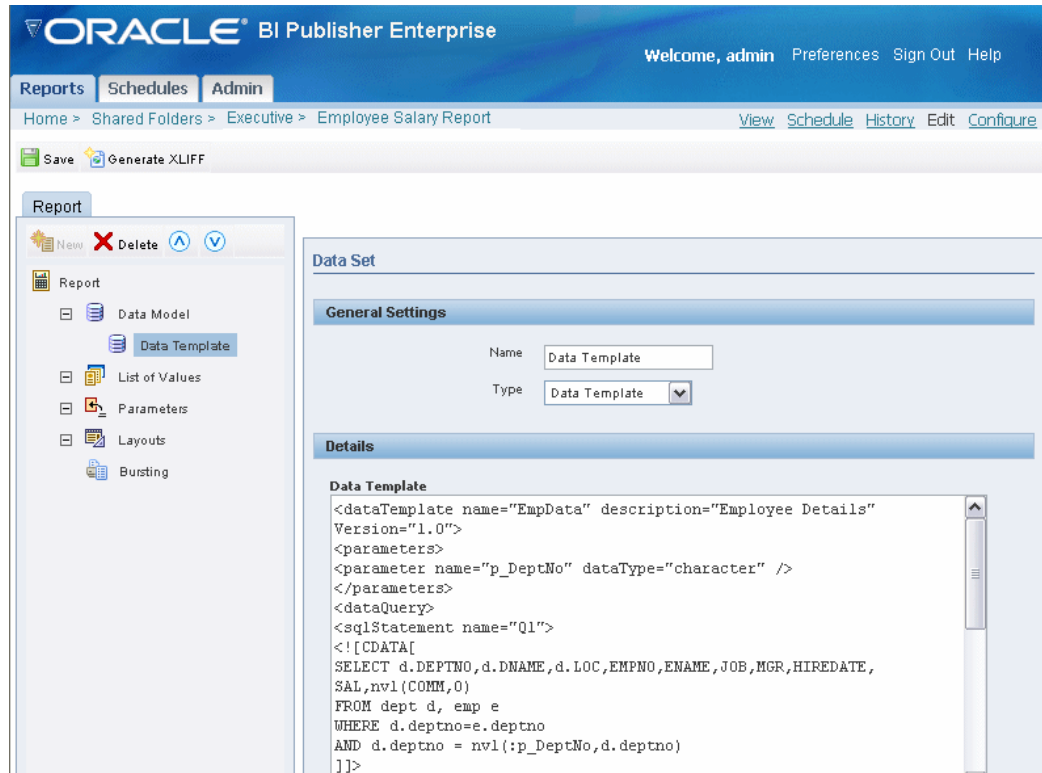 ORACLE® BI Publisher Enterprise
Welcome, admin Preferences Sign Out Help
Reports Schedules Admin
Home > Shared Folders > Executive > Employee Salary Report View Schedule History Edit Configure
Save Generate XLIFF
Report
New Delete
Data Set
Report
General Settings
Data Model
Name Data Template
Data Template
Type Data Template
List of Values
Parameters
Layouts
Details
Bursting
Data Template
<dataTemplate name="EmpData" description="Employee Details"
Version="1.0">
<parameters>
<parameter name="p_DeptNo" dataType="character" />
</parameters>
<dataQuery>
<sqlStatement name="Q1">
<![CDATA[
SELECT d.DEPTNO,d.DNAME,d.LOC,EMPNO,ENAME,JOB,MGR,HIREDATE,
SAL,nvl(COMM,0)
FROM dept d, emp e
WHERE d.deptno=e.deptno
AND d.deptno = nvl(:p_DeptNo,d.deptno)
]]>